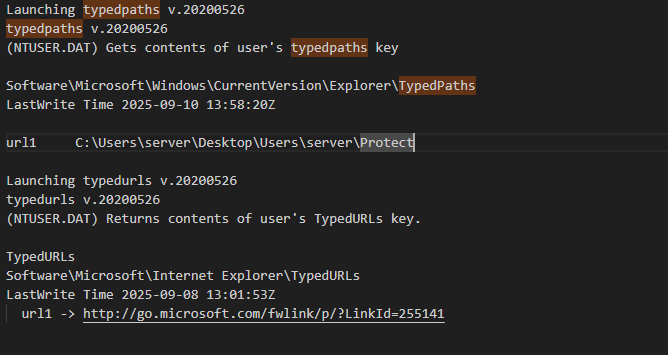 Launching typedpaths v.20200526
typedpaths v.20200526
(NTUSER.DAT) Gets contents of user's typedpaths key
Software\Microsoft\Windows\CurrentVersion\Explorer\TypedPaths
LastWrite Time 2025-09-10 13:58:20Z
url1     C:\Users\server\Desktop\Users\server\Protect
Launching typedurls v.20200526
typedurls v.20200526
(NTUSER.DAT) Returns contents of user's TypedURLs key.
TypedURLs
Software\Microsoft\Internet Explorer\TypedURLs
LastWrite Time 2025-09-08 13:01:53Z
  url1 -> http://go.microsoft.com/fwlink/p/?LinkId=255141